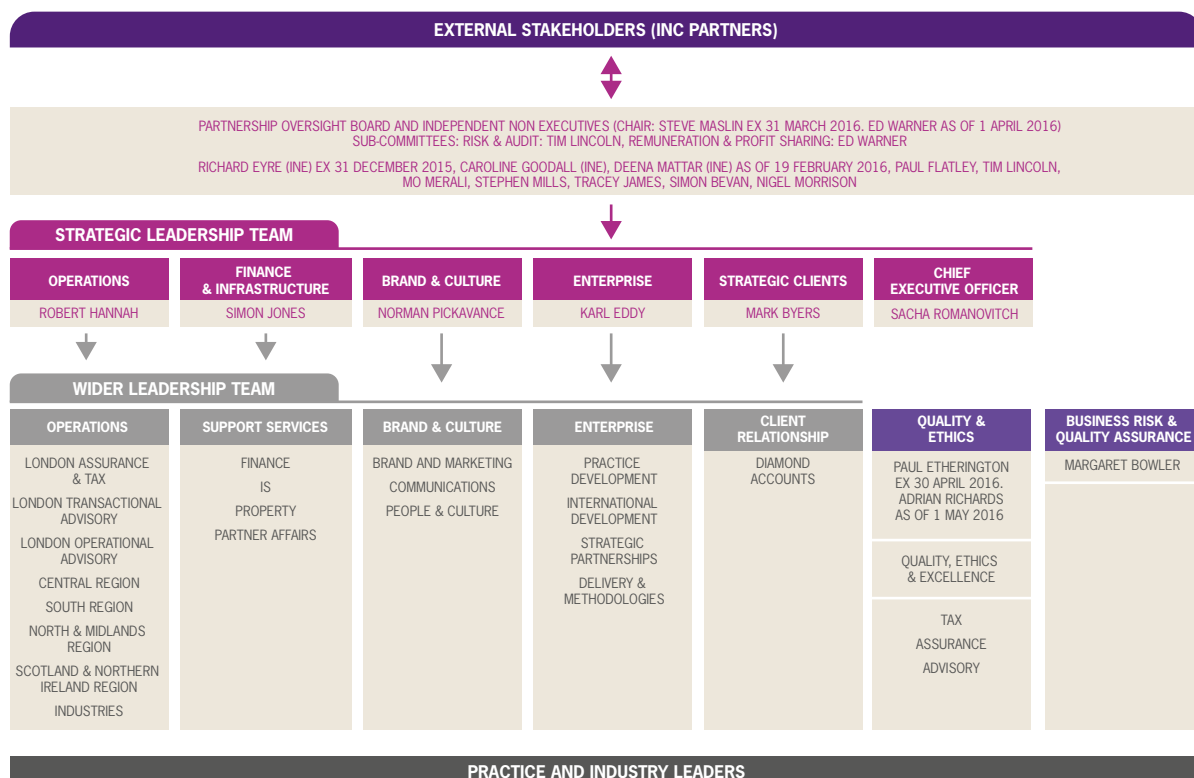 EXTERNAL STAKEHOLDERS (INC PARTNERS)
PARTNERSHIP OVERSIGHT BOARD AND INDEPENDENT NON EXECUTIVES (CHAIR: STEVE MASLIN EX 31 MARCH 2016. ED WARNER AS OF 1 APRIL 2016)
SUB-COMMITTEES: RISK & AUDIT: TIM LINCOLN, REMUNERATION & PROFIT SHARING: ED WARNER
RICHARD EYRE (INE) EX 31 DECEMBER 2015, CAROLINE GOODALL (INE), DEENA MATTAR (INE) AS OF 19 FEBRUARY 2016, PAUL FLATLEY, TIM LINCOLN,
MO MERALI, STEPHEN MILLS, TRACEY JAMES, SIMON BEVAN, NIGEL MORRISON
STRATEGIC LEADERSHIP TEAM
OPERATIONS
ROBERT HANNAH
FINANCE
& INFRASTRUCTURE
SIMON JONES
BRAND & CULTURE
NORMAN PICKAVANCE
ENTERPRISE
KARL EDDY
STRATEGIC CLIENTS
MARK BYERS
CHIEF
EXECUTIVE OFFICER
SACHA ROMANOVITCH
WIDER LEADERSHIP TEAM
OPERATIONS
LONDON ASSURANCE
& TAX
LONDON TRANSACTIONAL
ADVISORY
LONDON OPERATIONAL
ADVISORY
CENTRAL REGION
SOUTH REGION
NORTH & MIDLANDS
REGION
SCOTLAND & NORTHERN
IRELAND REGION
INDUSTRIES
SUPPORT SERVICES
FINANCE
IS
PROPERTY
PARTNER AFFAIRS
BRAND & CULTURE
BRAND AND MARKETING
COMMUNICATIONS
PEOPLE & CULTURE
ENTERPRISE
PRACTICE
DEVELOPMENT
INTERNATIONAL
DEVELOPMENT
STRATEGIC
PARTNERSHIPS
DELIVERY &
METHODOLOGIES
CLIENT
RELATIONSHIP
DIAMOND
ACCOUNTS
QUALITY &
ETHICS
PAUL ETHERINGTON
EX 30 APRIL 2016.
ADRIAN RICHARDS
AS OF 1 MAY 2016
QUALITY, ETHICS
& EXCELLENCE
TAX
ASSURANCE
ADVISORY
BUSINESS RISK &
QUALITY ASSURANCE
MARGARET BOWLER
PRACTICE AND INDUSTRY LEADERS